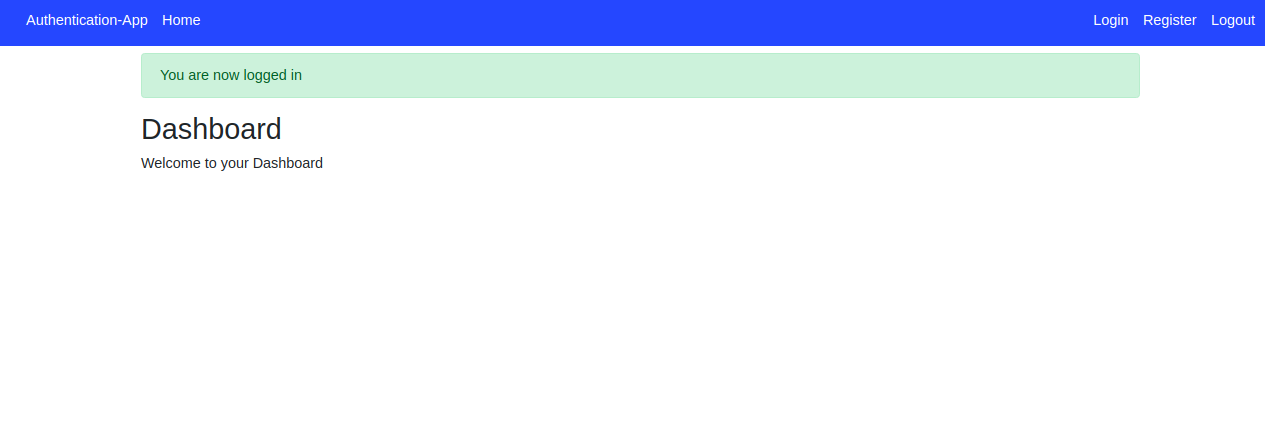 Authentication-App Home Login Register Logout
You are now logged in
Dashboard
Welcome to your Dashboard